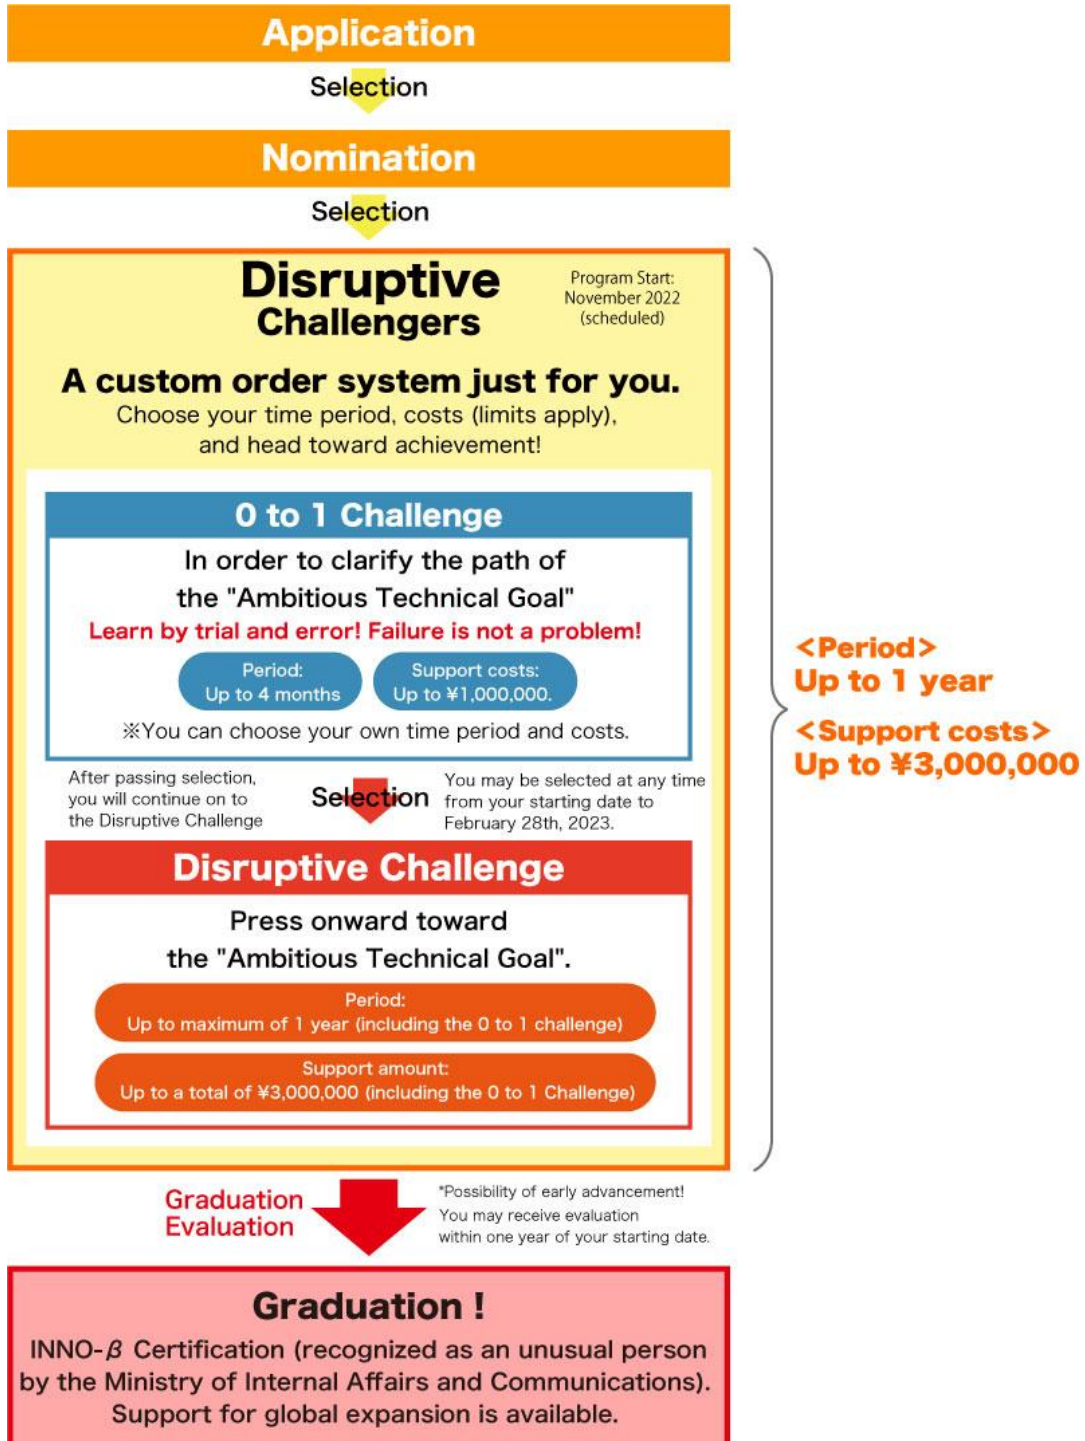 Application
Selection
Nomination
Selection
Disruptive
Challengers
Program Start:
November 2022
(scheduled)
A custom order system just for you.
Choose your time period, costs (limits apply),
and head toward achievement!
0 to 1 Challenge
In order to clarify the path of
the "Ambitious Technical Goal"
Learn by trial and error! Failure is not a problem!
Period:
Up to 4 months
Support costs:
Up to ¥1,000,000.
※You can choose your own time period and costs.
After passing selection,
you will continue on to
the Disruptive Challenge
Selection
You may be selected at any time
from your starting date to
February 28th, 2023.
Disruptive Challenge
Press onward toward
the "Ambitious Technical Goal".
Period:
Up to maximum of 1 year (including the 0 to 1 challenge)
Support amount:
Up to a total of ¥3,000,000 (including the 0 to 1 Challenge)
<Period>
Up to 1 year
<Support costs>
Up to ¥3,000,000
Graduation
Evaluation
*Possibility of early advancement!
You may receive evaluation
within one year of your starting date.
Graduation !
INNO-β Certification (recognized as an unusual person
by the Ministry of Internal Affairs and Communications).
Support for global expansion is available.